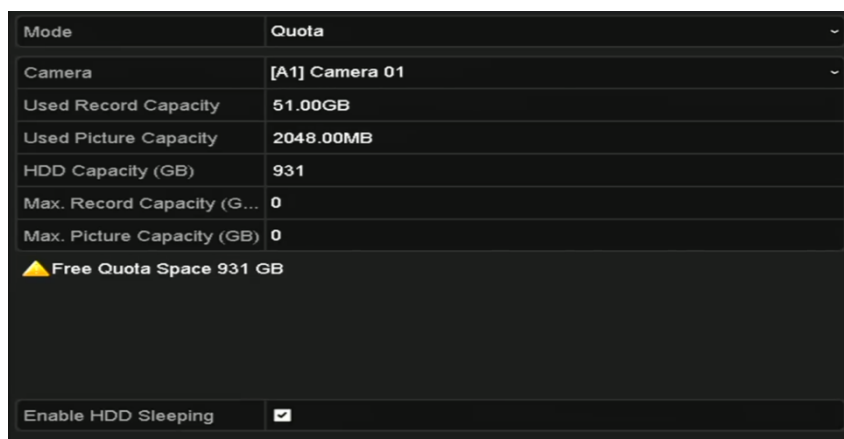 Mode Quota
Camera [A1] Camera 01
Used Record Capacity 51.00GB
Used Picture Capacity 2048.00MB
HDD Capacity (GB) 931
Max. Record Capacity (G... 0
Max. Picture Capacity (GB) 0
Free Quota Space 931 GB
Enable HDD Sleeping